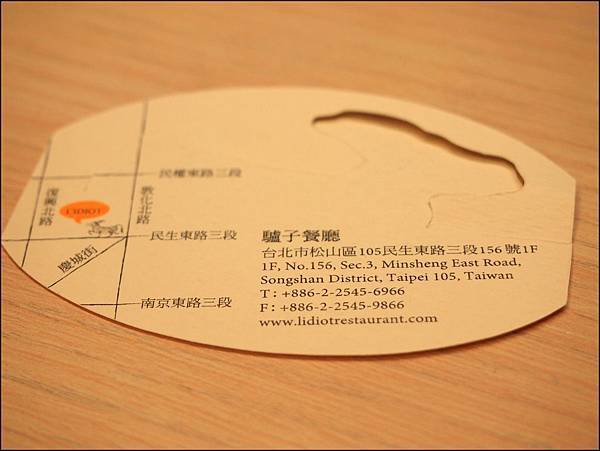 民權東路三段
復興北路
敦化北路
L'IDIOT
民生東路三段
慶城街
南京東路三段
驢子餐廳
台北市松山區105民生東路三段156號1F
1F, No.156, Sec.3, Minsheng East Road,
Songshan District, Taipei 105, Taiwan
T: +886-2-2545-6966
F: +886-2-2545-9866
www.lidiotrestaurant.com